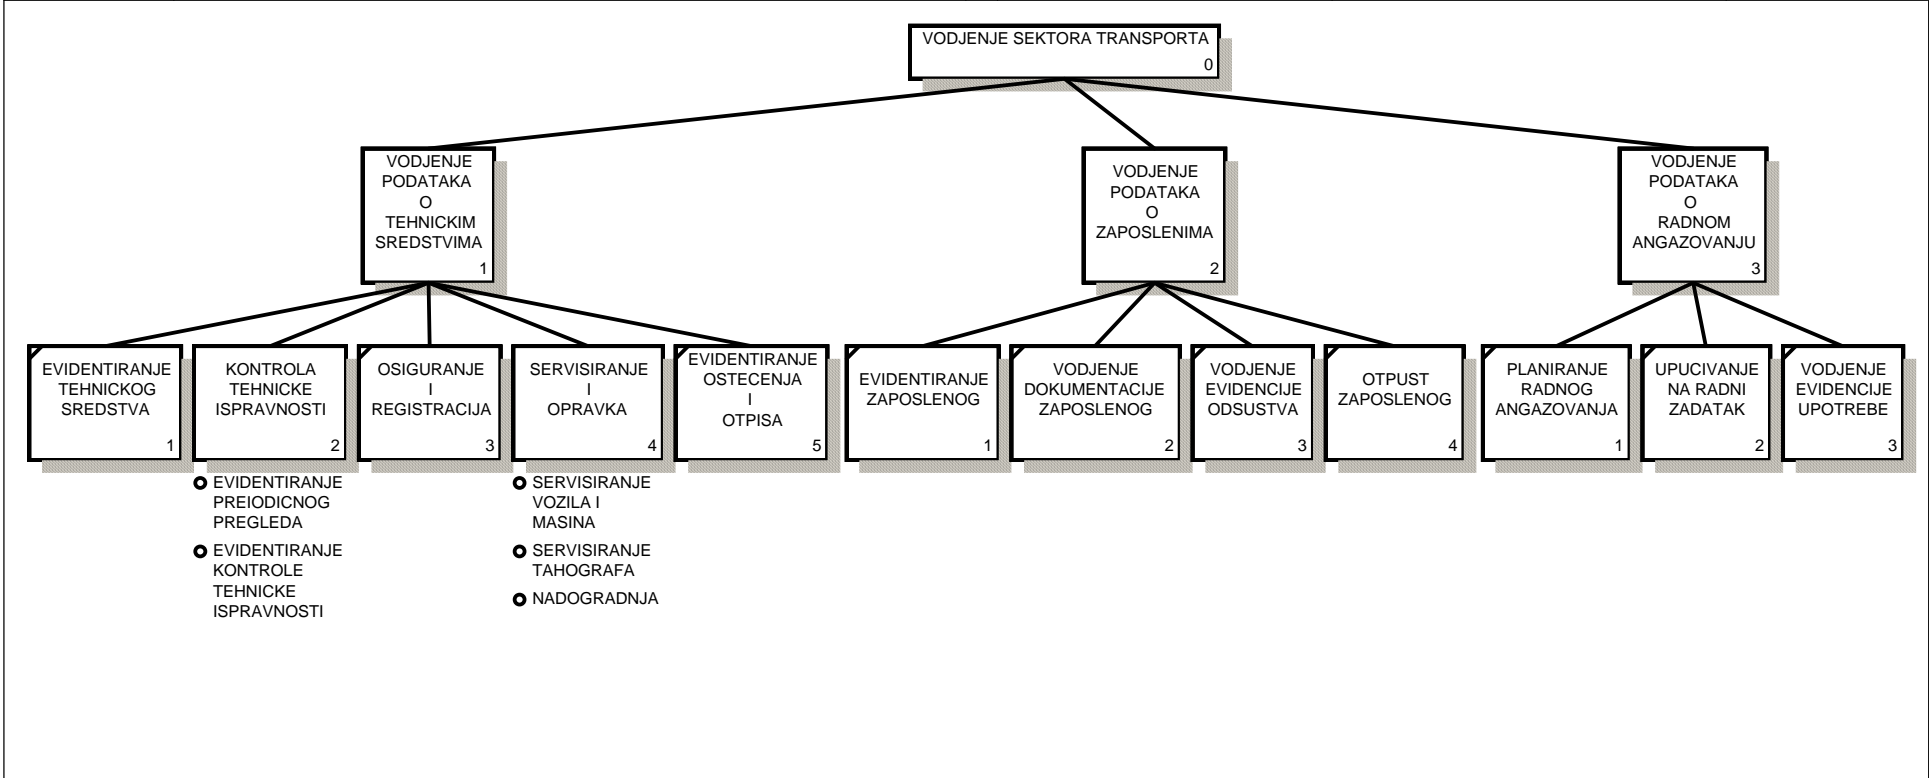 VODJENJE SEKTORA TRANSPORTA
0
VODJENJE
PODATAKA
O
TEHNICKIM
SREDSTVIMA
1
VODJENJE
PODATAKA
O
ZAPOSLENIMA
2
VODJENJE
PODATAKA
O
RADNOM
ANGAZOVANJU
3
EVIDENTIRANJE
TEHNICKOG
SREDSTVA
1
KONTROLA
TEHNICKE
ISPRAVNOSTI
2
EVIDENTIRANJE
PREIODICNOG
PREGLEDA
EVIDENTIRANJE
KONTROLE
TEHNICKE
ISPRAVNOSTI
OSIGURANJE
I
REGISTRACIJA
3
SERVISIRANJE
I
OPRAVKA
4
SERVISIRANJE
VOZILA I
MASINA
SERVISIRANJE
TAHOGRAFA
NADOGRADNJA
EVIDENTIRANJE
OSTECENJA
I
OTPISA
5
EVIDENTIRANJE
ZAPOSLENOG
1
VODJENJE
DOKUMENTACIJE
ZAPOSLENOG
2
VODJENJE
EVIDENCIJE
ODSUSTVA
3
OTPUST
ZAPOSLENOG
4
PLANIRANJE
RADNOG
ANGAZOVANJA
1
UPUCIVANJE
NA RADNI
ZADATAK
2
VODJENJE
EVIDENCIJE
UPOTREBE
3